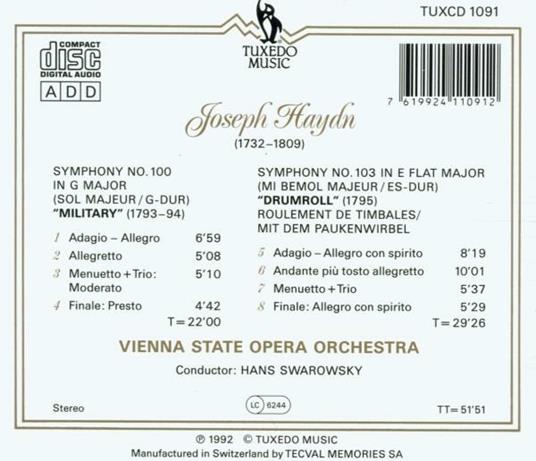 TUXCD 1091
COMPACT
disc
DIGITAL AUDIO
A D D
TUXEDO
MUSIC
7 619924 110912
Joseph Haydn
(1732–1809)
SYMPHONY NO. 100
IN G MAJOR
(SOL MAJEUR/G-DUR)
"MILITARY" (1793–94)
1 Adagio – Allegro 6'59
2 Allegretto 5'08
3 Menuetto + Trio: 5'10
Moderato
4 Finale: Presto 4'42
T = 22'00
SYMPHONY NO. 103 IN E FLAT MAJOR
(MI BEMOL MAJEUR/ES-DUR)
"DRUMROLL" (1795)
ROULEMENT DE TIMBALES/
MIT DEM PAUKENWIRBEL
5 Adagio – Allegro con spirito 8'19
6 Andante più tosto allegretto 10'01
7 Menuetto + Trio 5'37
8 Finale: Allegro con spirito 5'29
T = 29'26
VIENNA STATE OPERA ORCHESTRA
Conductor: HANS SWAROWSKY
Stereo
LC 6244
TT = 51'51
℗ 1992 © TUXEDO MUSIC
Manufactured in Switzerland by TECVAL MEMORIES SA